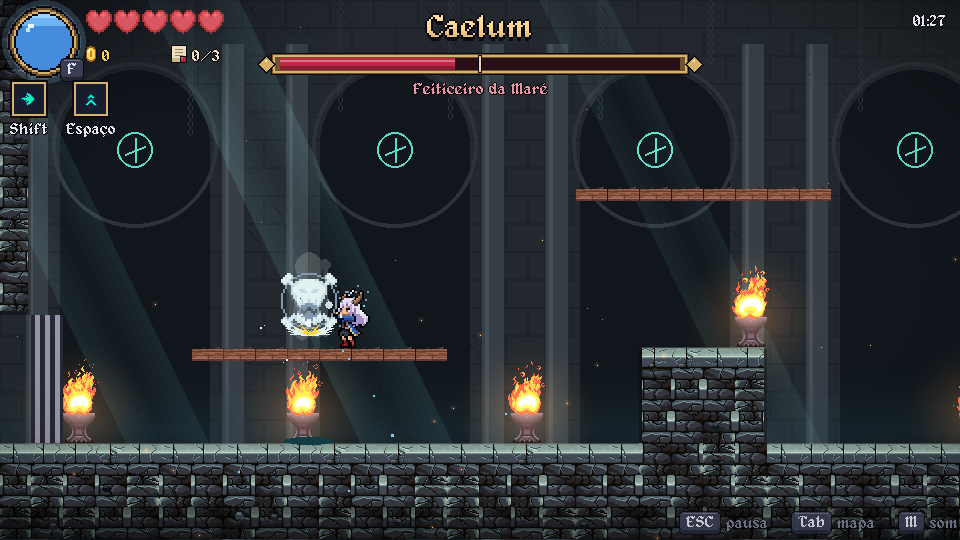 Caelum
01:27
0
0/3
F
Feiticeiro da Maré
Shift
Espaço
ESC pausa
Tab mapa
M som